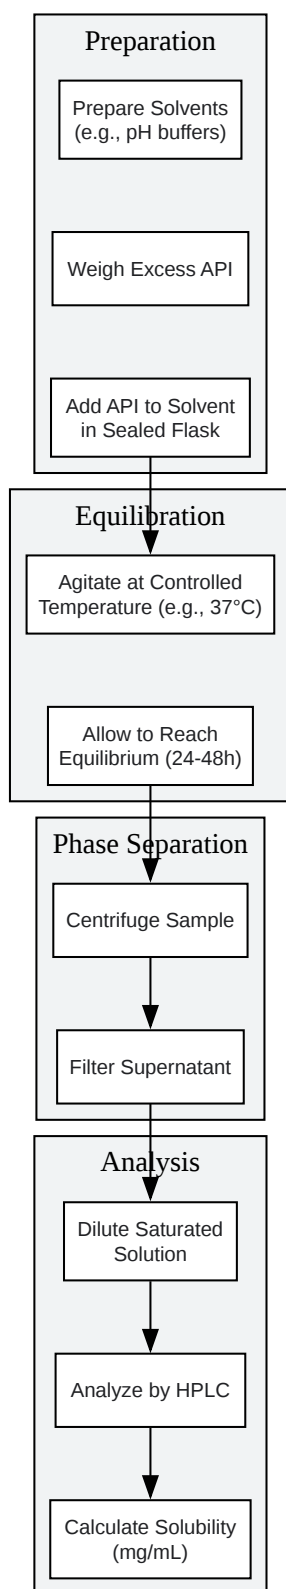 Preparation
Prepare Solvents
(e.g., pH buffers)
Weigh Excess API
Add API to Solvent
in Sealed Flask
Equilibration
Agitate at Controlled
Temperature (e.g., 37°C)
Allow to Reach
Equilibrium (24-48h)
Phase Separation
Centrifuge Sample
Filter Supernatant
Analysis
Dilute Saturated
Solution
Analyze by HPLC
Calculate Solubility
(mg/mL)